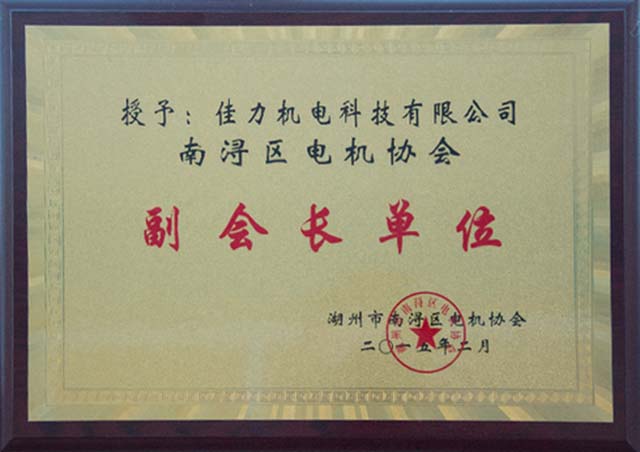 授予：佳力机电科技有限公司
南浔区电机协会
副会长单位
湖州市南浔区电机协会
二〇一五年二月